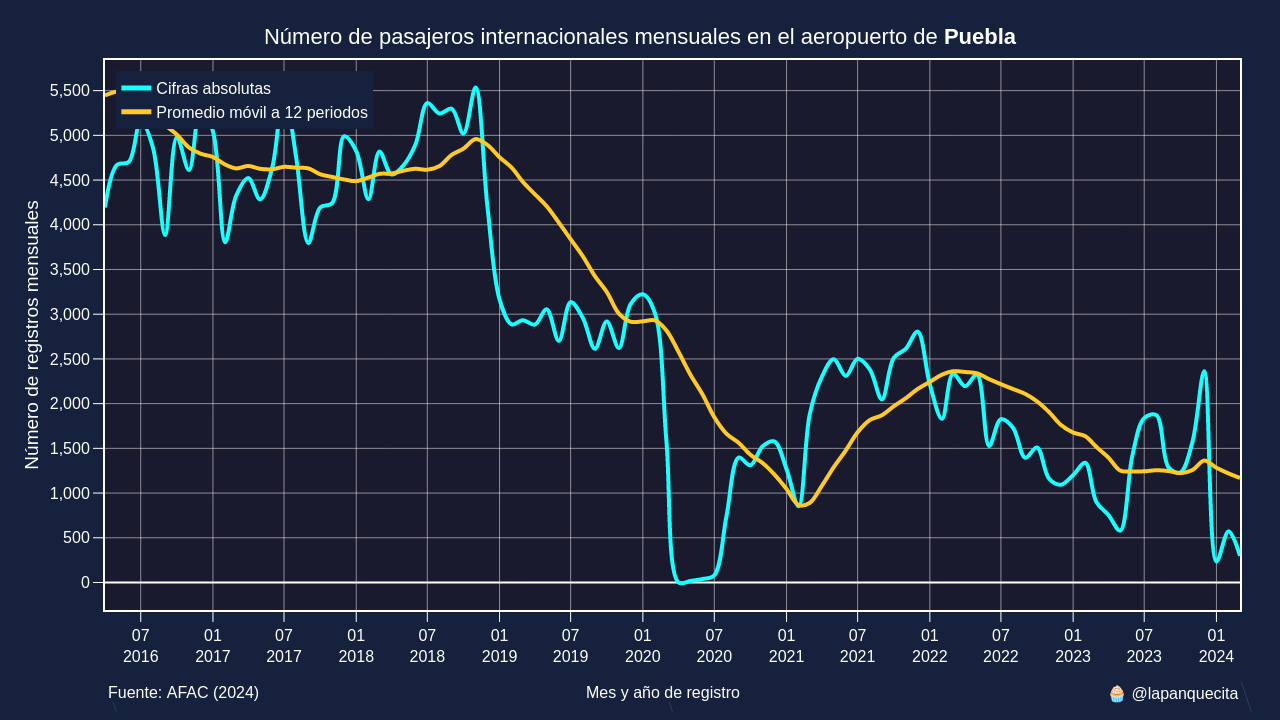 Número de pasajeros internacionales mensuales en el aeropuerto de Puebla
Cifras absolutas
Promedio móvil a 12 periodos
Número de registros mensuales
5,500
5,000
4,500
4,000
3,500
3,000
2,500
2,000
1,500
1,000
500
0
07 01 07 01 07 01 07 01 07 01 07 01 07 01 07 01
2016 2017 2017 2018 2018 2019 2019 2020 2020 2021 2021 2022 2022 2023 2023 2024
Fuente: AFAC (2024) Mes y año de registro 🧁 @lapanquecita